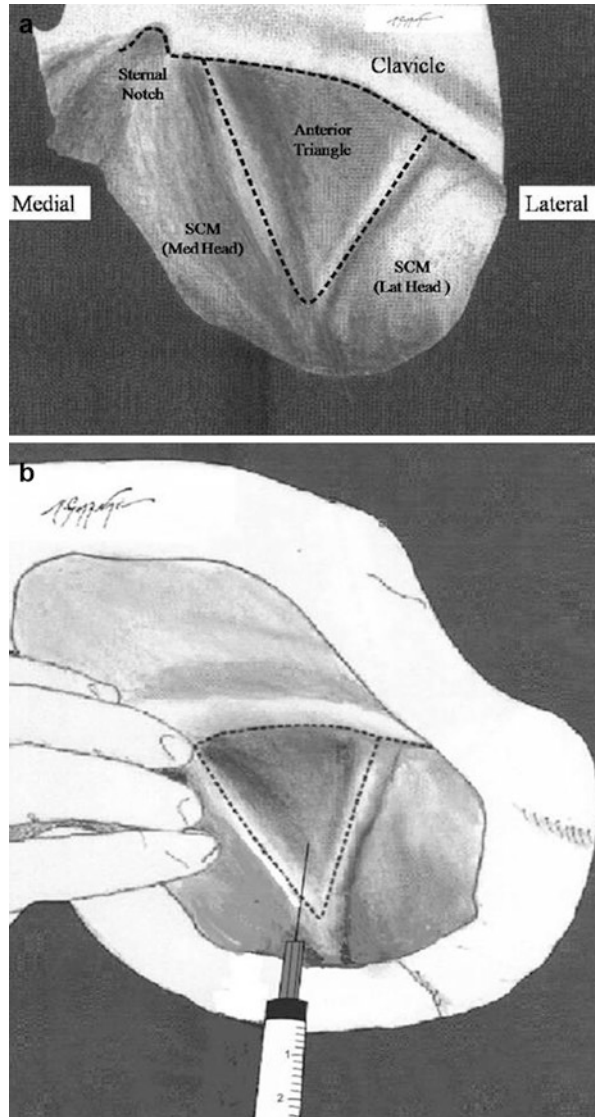 a
Sternal
Notch
Clavicle
Anterior
Triangle
Medial
Lateral
SCM
(Med Head)
SCM
(Lat Head )
b
1
2